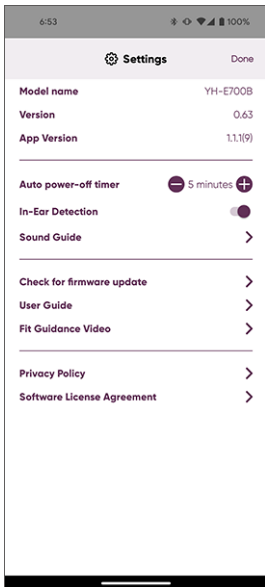 6:53 100%
Settings Done
Model name YH-E700B
Version 0.63
App Version 1.1.1(9)
Auto power-off timer 5 minutes
In-Ear Detection
Sound Guide
Check for firmware update
User Guide
Fit Guidance Video
Privacy Policy
Software License Agreement